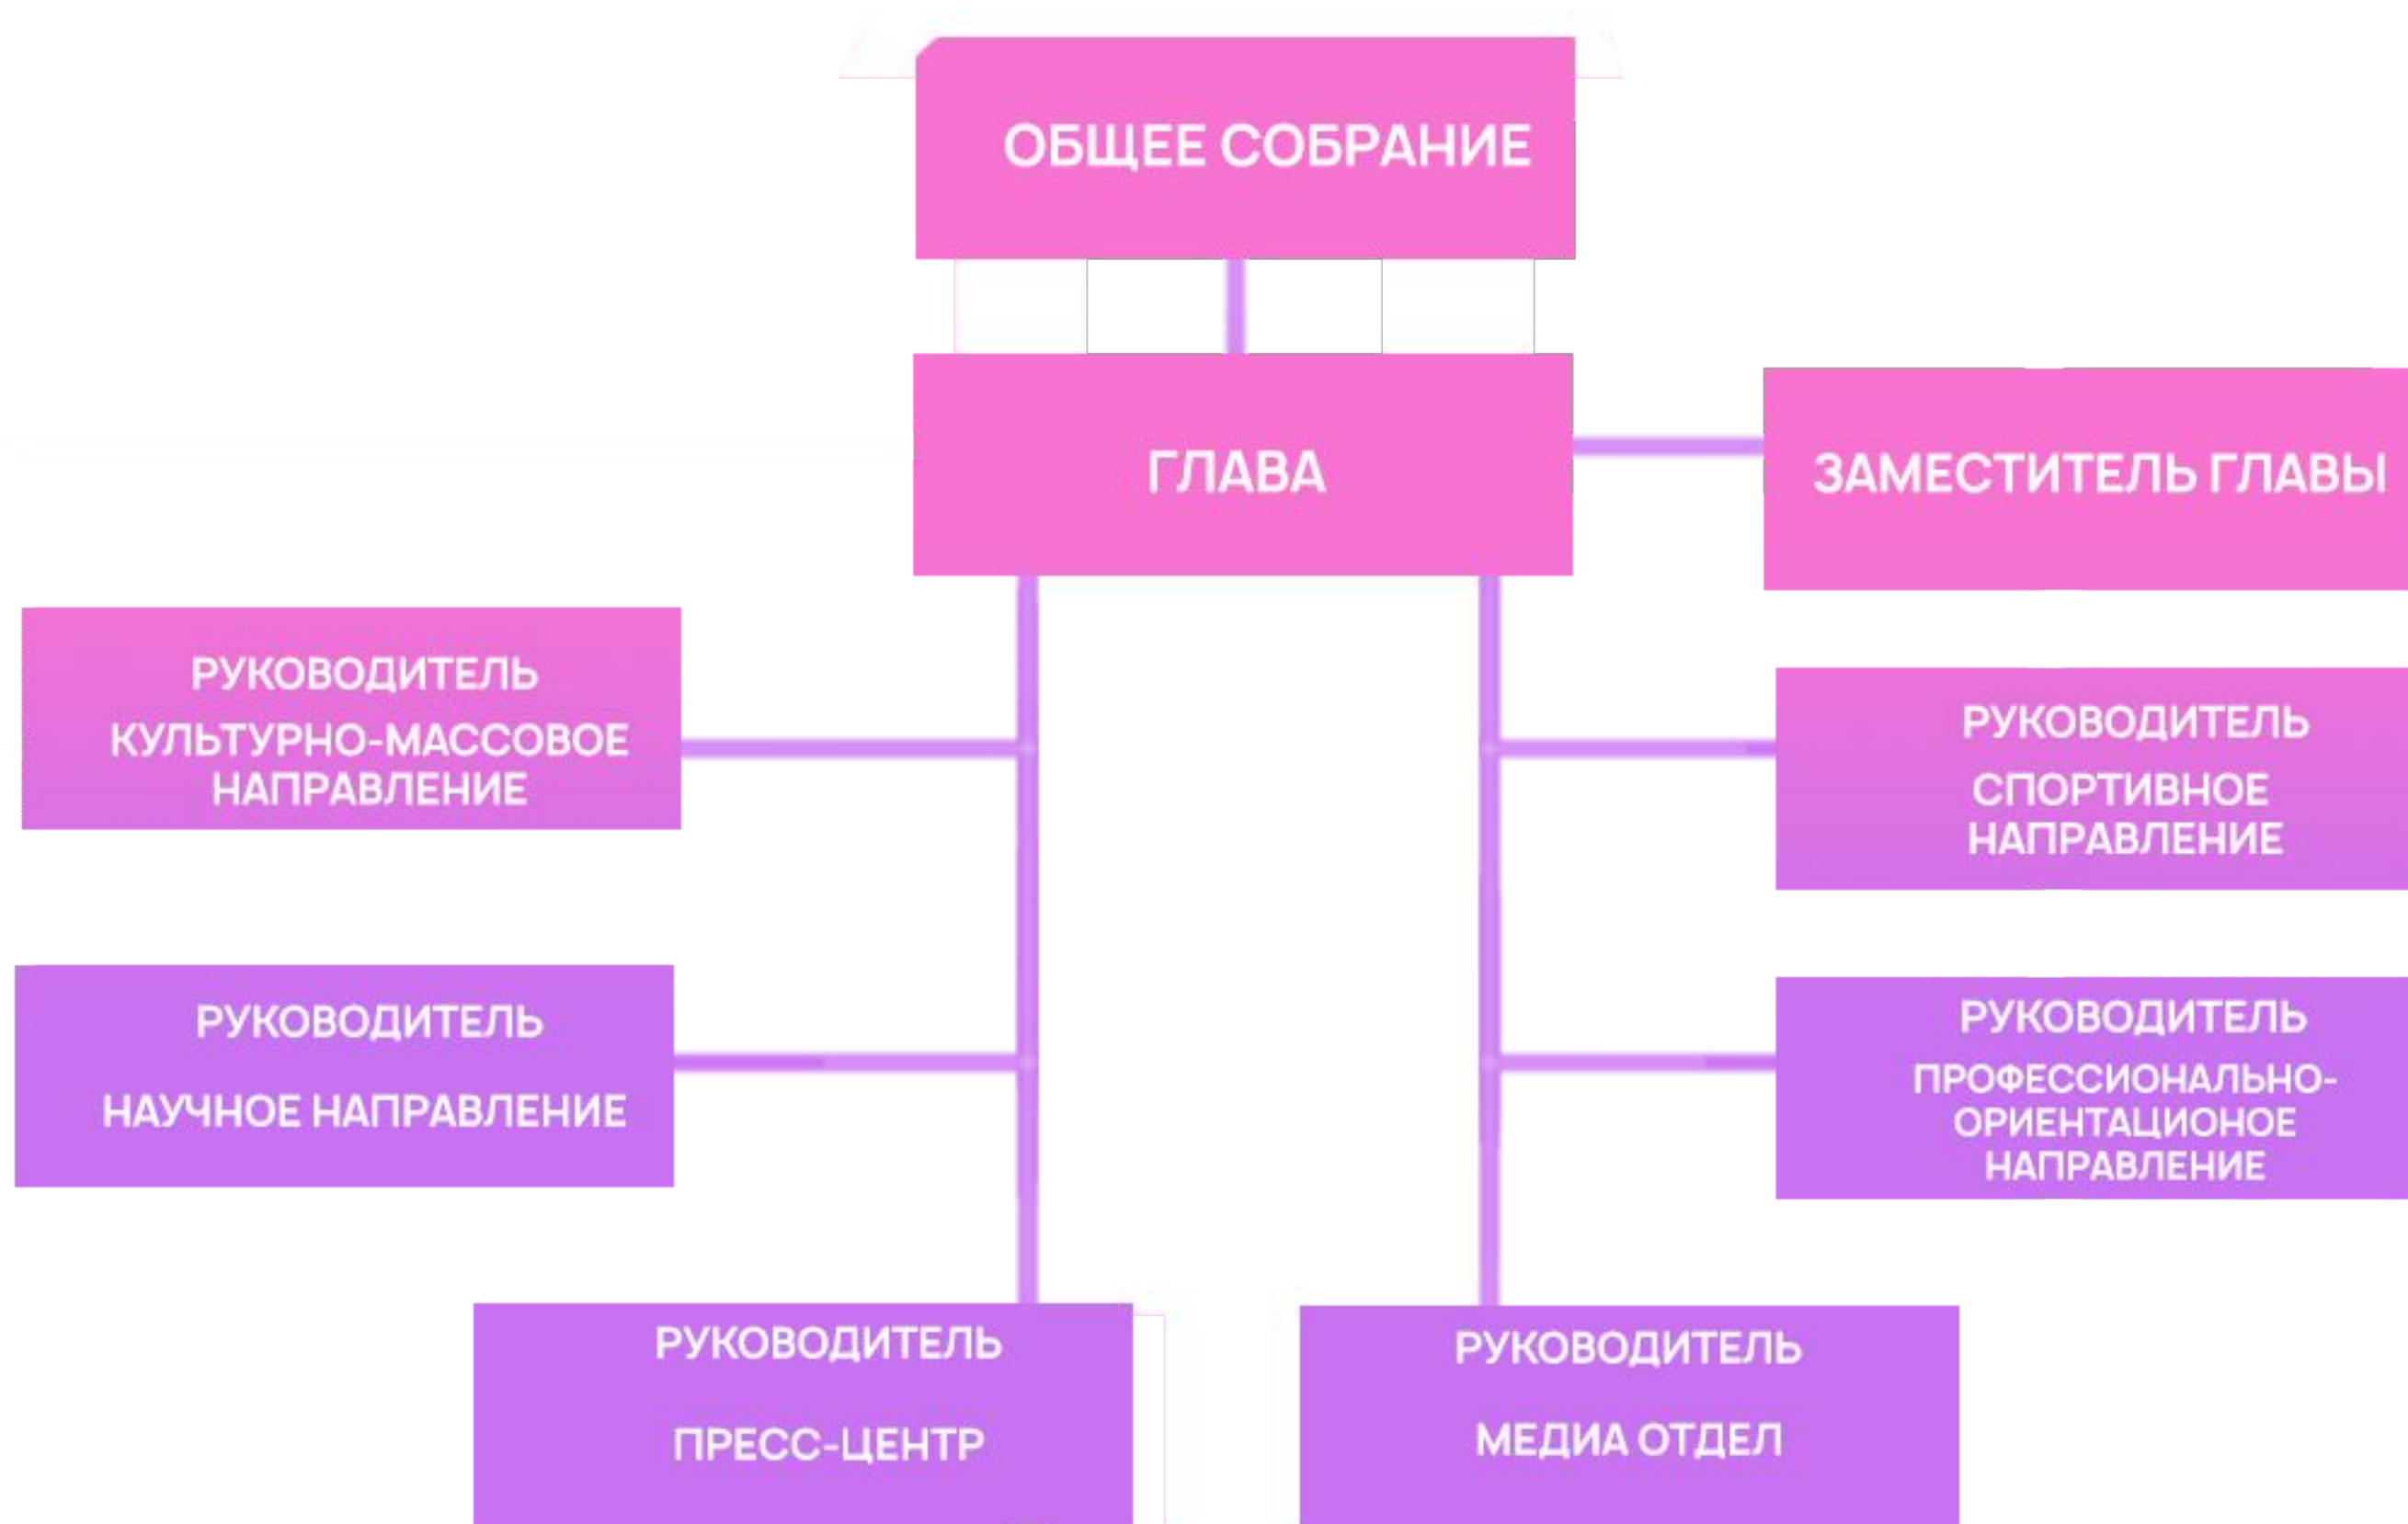 ОБЩЕЕ СОБРАНИЕ
ГЛАВА
ЗАМЕСТИТЕЛЬ ГЛАВЫ
РУКОВОДИТЕЛЬ
КУЛЬТУРНО-МАССОВОЕ
НАПРАВЛЕНИЕ
РУКОВОДИТЕЛЬ
СПОРТИВНОЕ
НАПРАВЛЕНИЕ
РУКОВОДИТЕЛЬ
НАУЧНОЕ НАПРАВЛЕНИЕ
РУКОВОДИТЕЛЬ
ПРОФЕССИОНАЛЬНО-
ОРИЕНТАЦИОНОЕ
НАПРАВЛЕНИЕ
РУКОВОДИТЕЛЬ
ПРЕСС-ЦЕНТР
РУКОВОДИТЕЛЬ
МЕДИА ОТДЕЛ